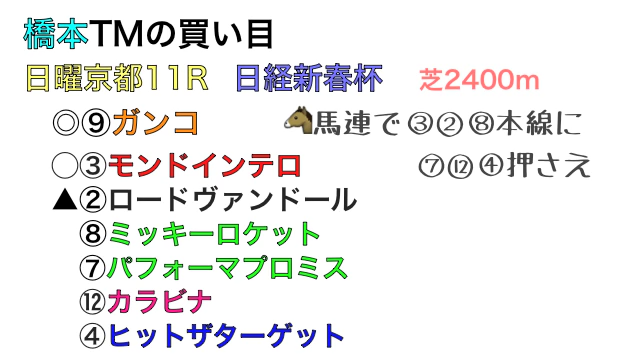 橋本TMの買い目
日曜京都11R 日経新春杯 芝2400m
◎⑨ガンコ 馬連で③②⑧本線に
○③モンドインテロ ⑦⑫④押さえ
▲②ロードヴァンドール
⑧ミッキーロケット
⑦パフォーマプロミス
⑫カラビナ
④ヒットザターゲット